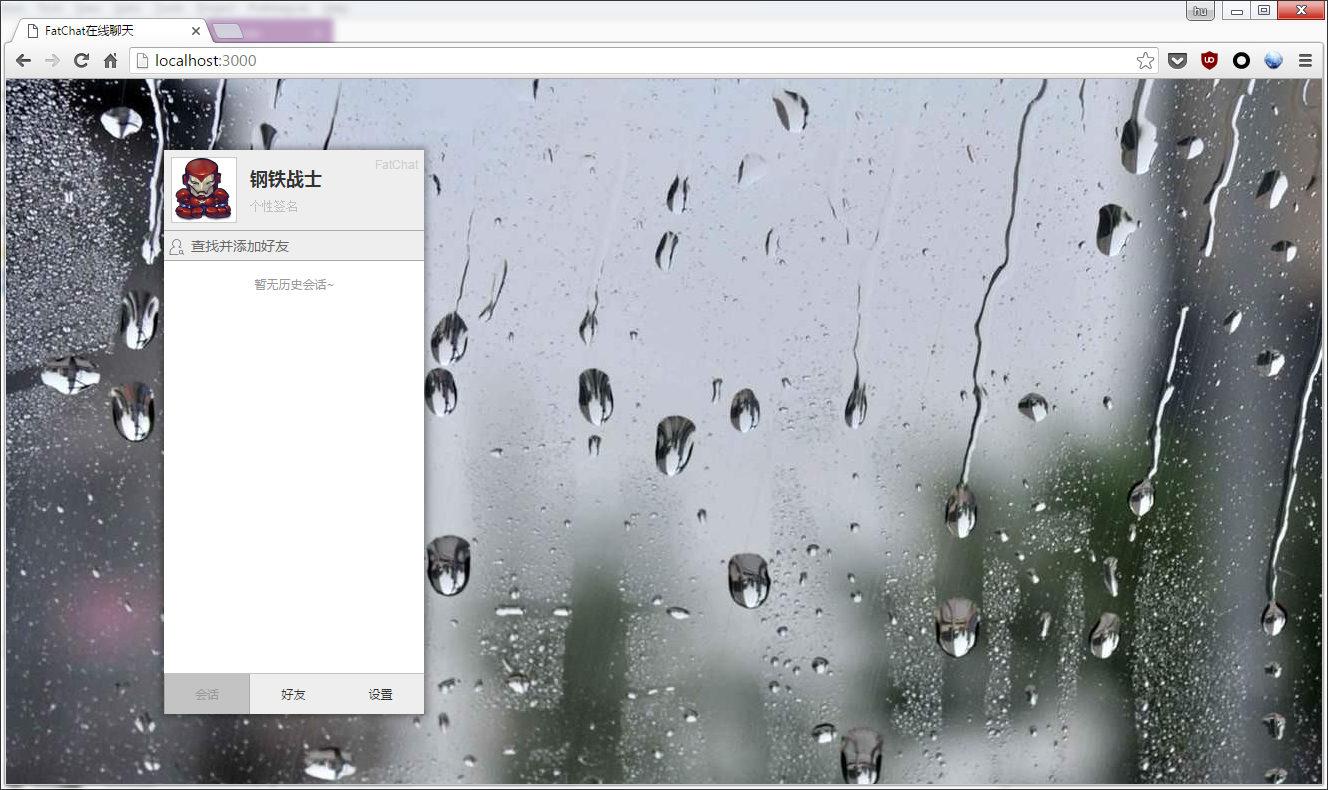 hu
FatChat在线聊天
localhost:3000
FatChat
钢铁战士
个性签名
查找并添加好友
暂无历史会话~
会话
好友
设置